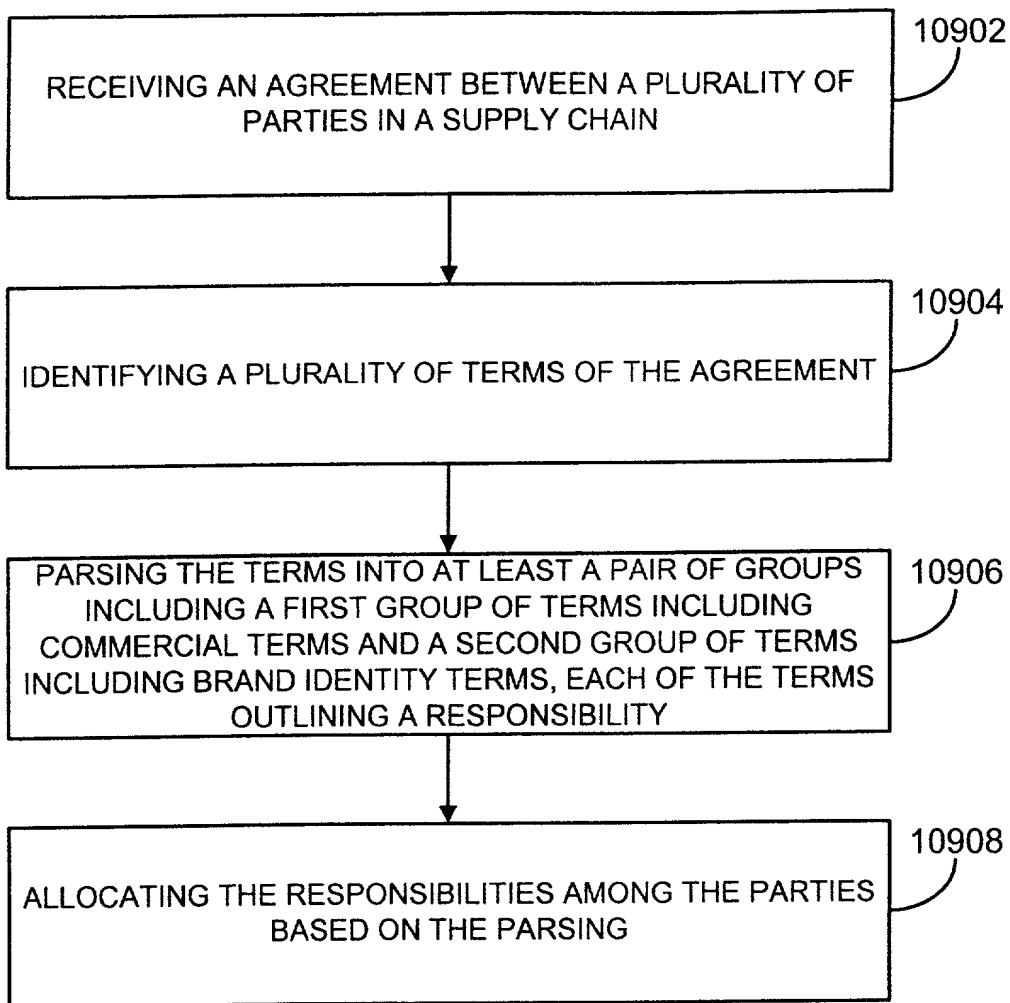 10902
RECEIVING AN AGREEMENT BETWEEN A PLURALITY OF
PARTIES IN A SUPPLY CHAIN
10904
IDENTIFYING A PLURALITY OF TERMS OF THE AGREEMENT
10906
PARSING THE TERMS INTO AT LEAST A PAIR OF GROUPS
INCLUDING A FIRST GROUP OF TERMS INCLUDING
COMMERCIAL TERMS AND A SECOND GROUP OF TERMS
INCLUDING BRAND IDENTITY TERMS, EACH OF THE TERMS
OUTLINING A RESPONSIBILITY
10908
ALLOCATING THE RESPONSIBILITIES AMONG THE PARTIES
BASED ON THE PARSING